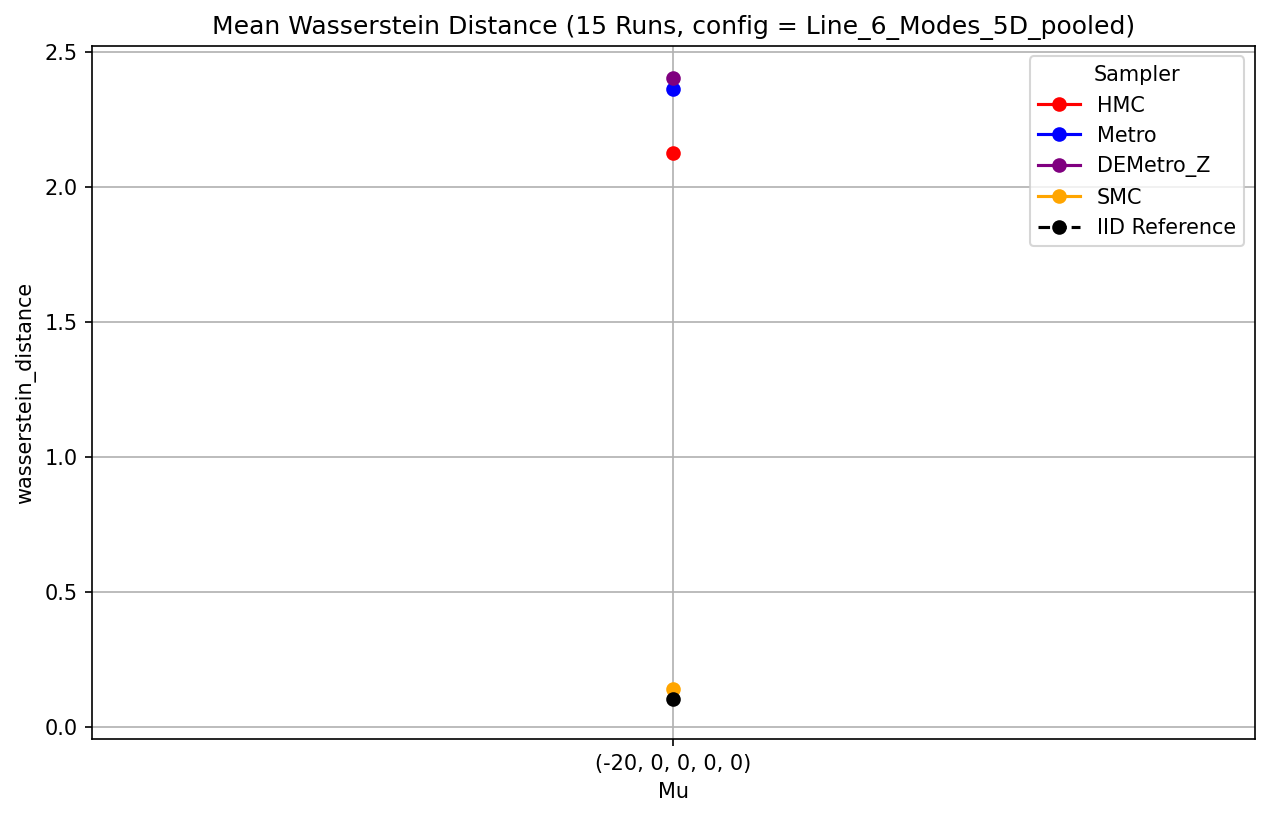 Mean Wasserstein Distance (15 Runs, config = Line_6_Modes_5D_pooled)
wasserstein_distance
2.5
2.0
1.5
1.0
0.5
0.0
Sampler
HMC
Metro
DEMetro_Z
SMC
IID Reference
(-20, 0, 0, 0, 0)
Mu